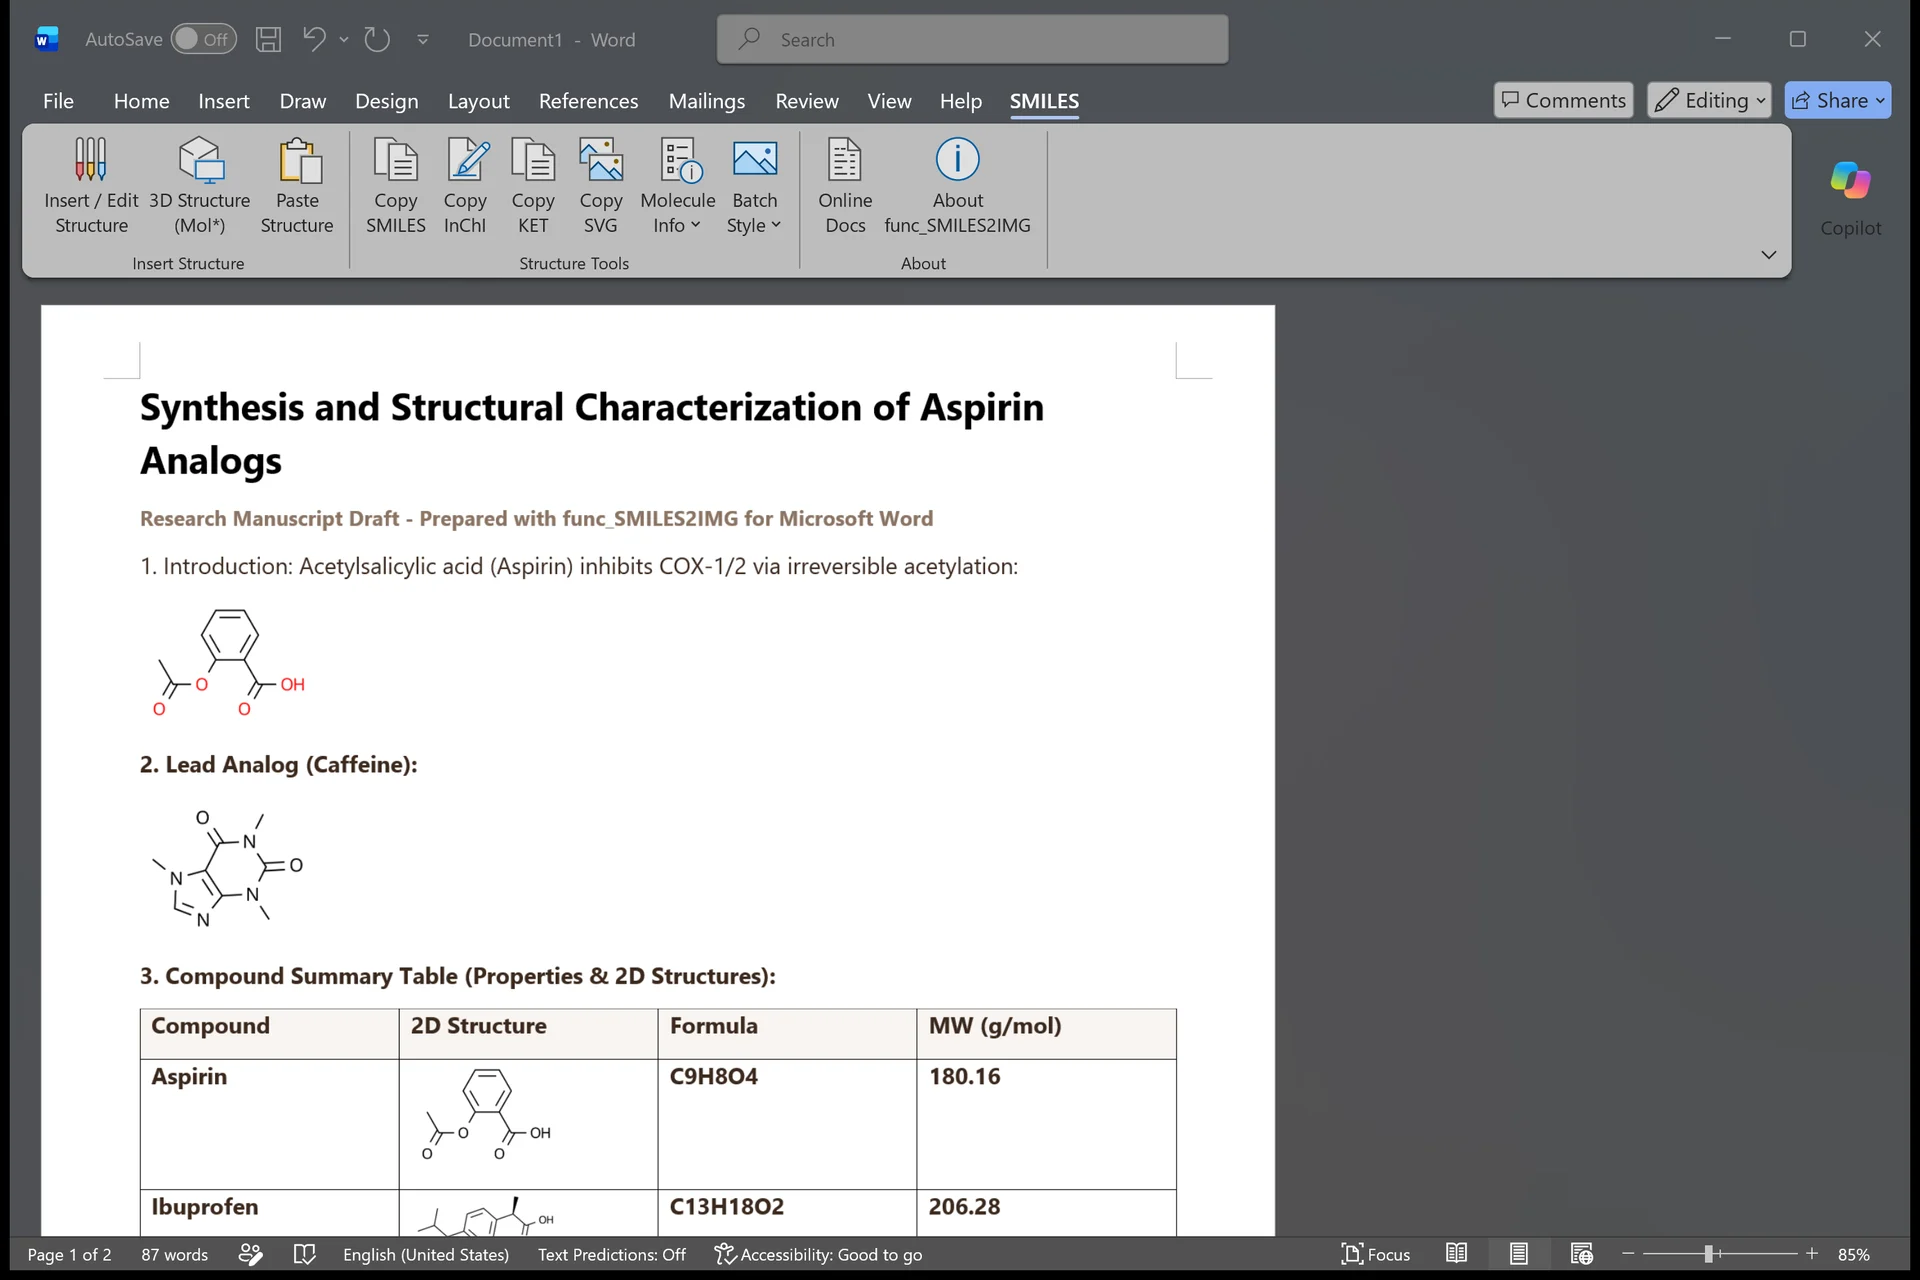 AutoSave Off Document1 - Word Search
File Home Insert Draw Design Layout References Mailings Review View Help SMILES Comments Editing Share
Insert / Edit Structure
3D Structure (Mol*)
Paste Structure
Insert Structure
Copy SMILES
Copy InChI
Copy KET
Copy SVG
Molecule Info
Batch Style
Structure Tools
Online Docs
About func_SMILES2IMG
About
Copilot
Synthesis and Structural Characterization of Aspirin
Analogs
Research Manuscript Draft - Prepared with func_SMILES2IMG for Microsoft Word
1. Introduction: Acetylsalicylic acid (Aspirin) inhibits COX-1/2 via irreversible acetylation:
O OH
O O
2. Lead Analog (Caffeine):
O
N
O
N
N
N
3. Compound Summary Table (Properties & 2D Structures):
Compound 2D Structure Formula MW (g/mol)
Aspirin C9H8O4 180.16
O OH
O O
Ibuprofen C13H18O2 206.28
OH
Page 1 of 2 87 words English (United States) Text Predictions: Off Accessibility: Good to go Focus 85%